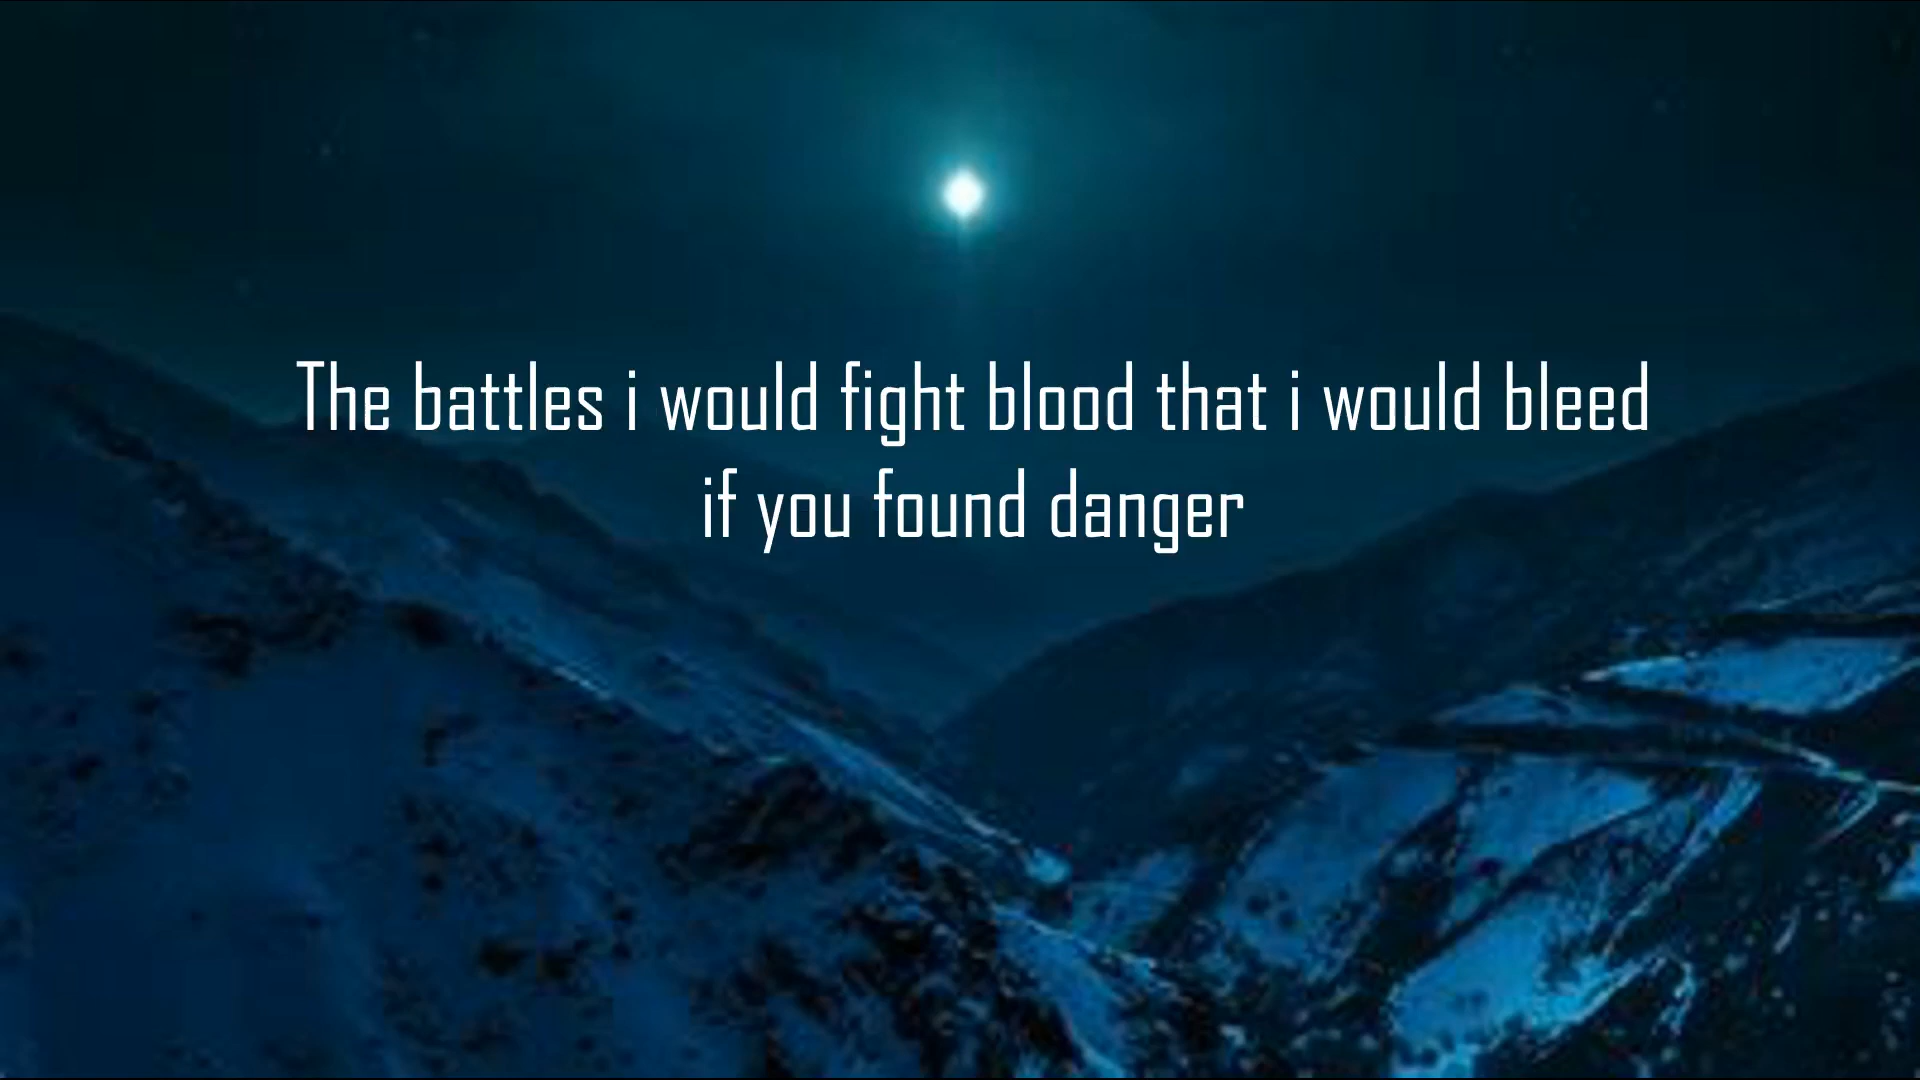 The battles i would fight blood that i would bleed
if you found danger